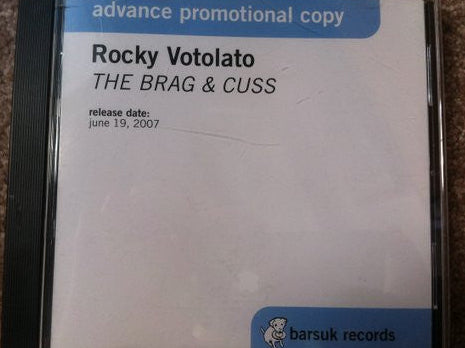 advance promotional copy
Rocky Votolato
THE BRAG & CUSS
release date:
june 19, 2007
barsuk records